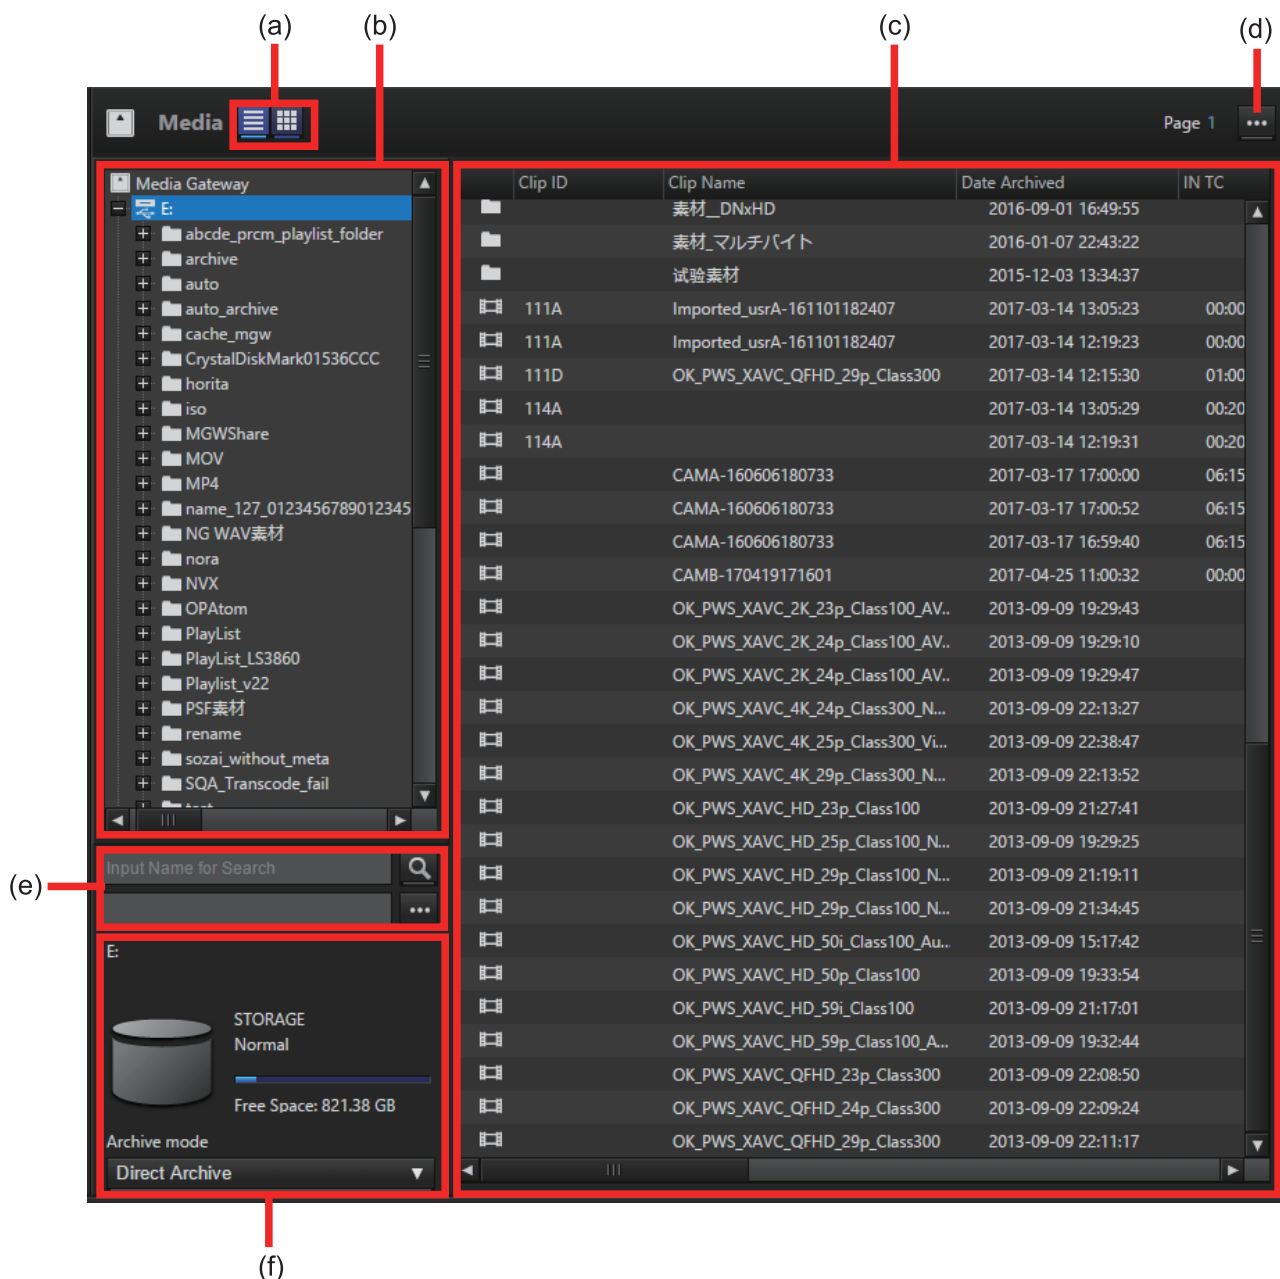 (a)
(b)
(c)
(d)
Media
Page 1
Media Gateway
E:
abcde_prcm_playlist_folder
archive
auto
auto_archive
cache_mgw
CrystalDiskMark01536CCC
horita
iso
MGWShare
MOV
MP4
name_127_0123456789012345
NG WAV素材
nora
NVX
OPAtom
PlayList
PlayList_LS3860
Playlist_v22
PSF素材
rename
sozai_without_meta
SQA_Transcode_fail
(e)
Input Name for Search
E:
STORAGE
Normal
Free Space: 821.38 GB
Archive mode
Direct Archive
(f)
Clip ID Clip Name Date Archived IN TC
素材__DNxHD 2016-09-01 16:49:55
素材_マルチバイト 2016-01-07 22:43:22
试验素材 2015-12-03 13:34:37
111A Imported_usrA-161101182407 2017-03-14 13:05:23 00:00
111A Imported_usrA-161101182407 2017-03-14 12:19:23 00:00
111D OK_PWS_XAVC_QFHD_29p_Class300 2017-03-14 12:15:30 01:00
114A 2017-03-14 13:05:29 00:20
114A 2017-03-14 12:19:31 00:20
CAMA-160606180733 2017-03-17 17:00:00 06:15
CAMA-160606180733 2017-03-17 17:00:52 06:15
CAMA-160606180733 2017-03-17 16:59:40 06:15
CAMB-170419171601 2017-04-25 11:00:32 00:00
OK_PWS_XAVC_2K_23p_Class100_AV.. 2013-09-09 19:29:43
OK_PWS_XAVC_2K_24p_Class100_AV.. 2013-09-09 19:29:10
OK_PWS_XAVC_2K_24p_Class100_AV.. 2013-09-09 19:29:47
OK_PWS_XAVC_4K_24p_Class300_N... 2013-09-09 22:13:27
OK_PWS_XAVC_4K_25p_Class300_Vi... 2013-09-09 22:38:47
OK_PWS_XAVC_4K_29p_Class300_N... 2013-09-09 22:13:52
OK_PWS_XAVC_HD_23p_Class100 2013-09-09 21:27:41
OK_PWS_XAVC_HD_25p_Class100_N... 2013-09-09 19:29:25
OK_PWS_XAVC_HD_29p_Class100_N... 2013-09-09 21:19:11
OK_PWS_XAVC_HD_29p_Class100_N... 2013-09-09 21:34:45
OK_PWS_XAVC_HD_50i_Class100_Au... 2013-09-09 15:17:42
OK_PWS_XAVC_HD_50p_Class100 2013-09-09 19:33:54
OK_PWS_XAVC_HD_59i_Class100 2013-09-09 21:17:01
OK_PWS_XAVC_HD_59p_Class100_A... 2013-09-09 19:32:44
OK_PWS_XAVC_QFHD_23p_Class300 2013-09-09 22:08:50
OK_PWS_XAVC_QFHD_24p_Class300 2013-09-09 22:09:24
OK_PWS_XAVC_QFHD_29p_Class300 2013-09-09 22:11:17